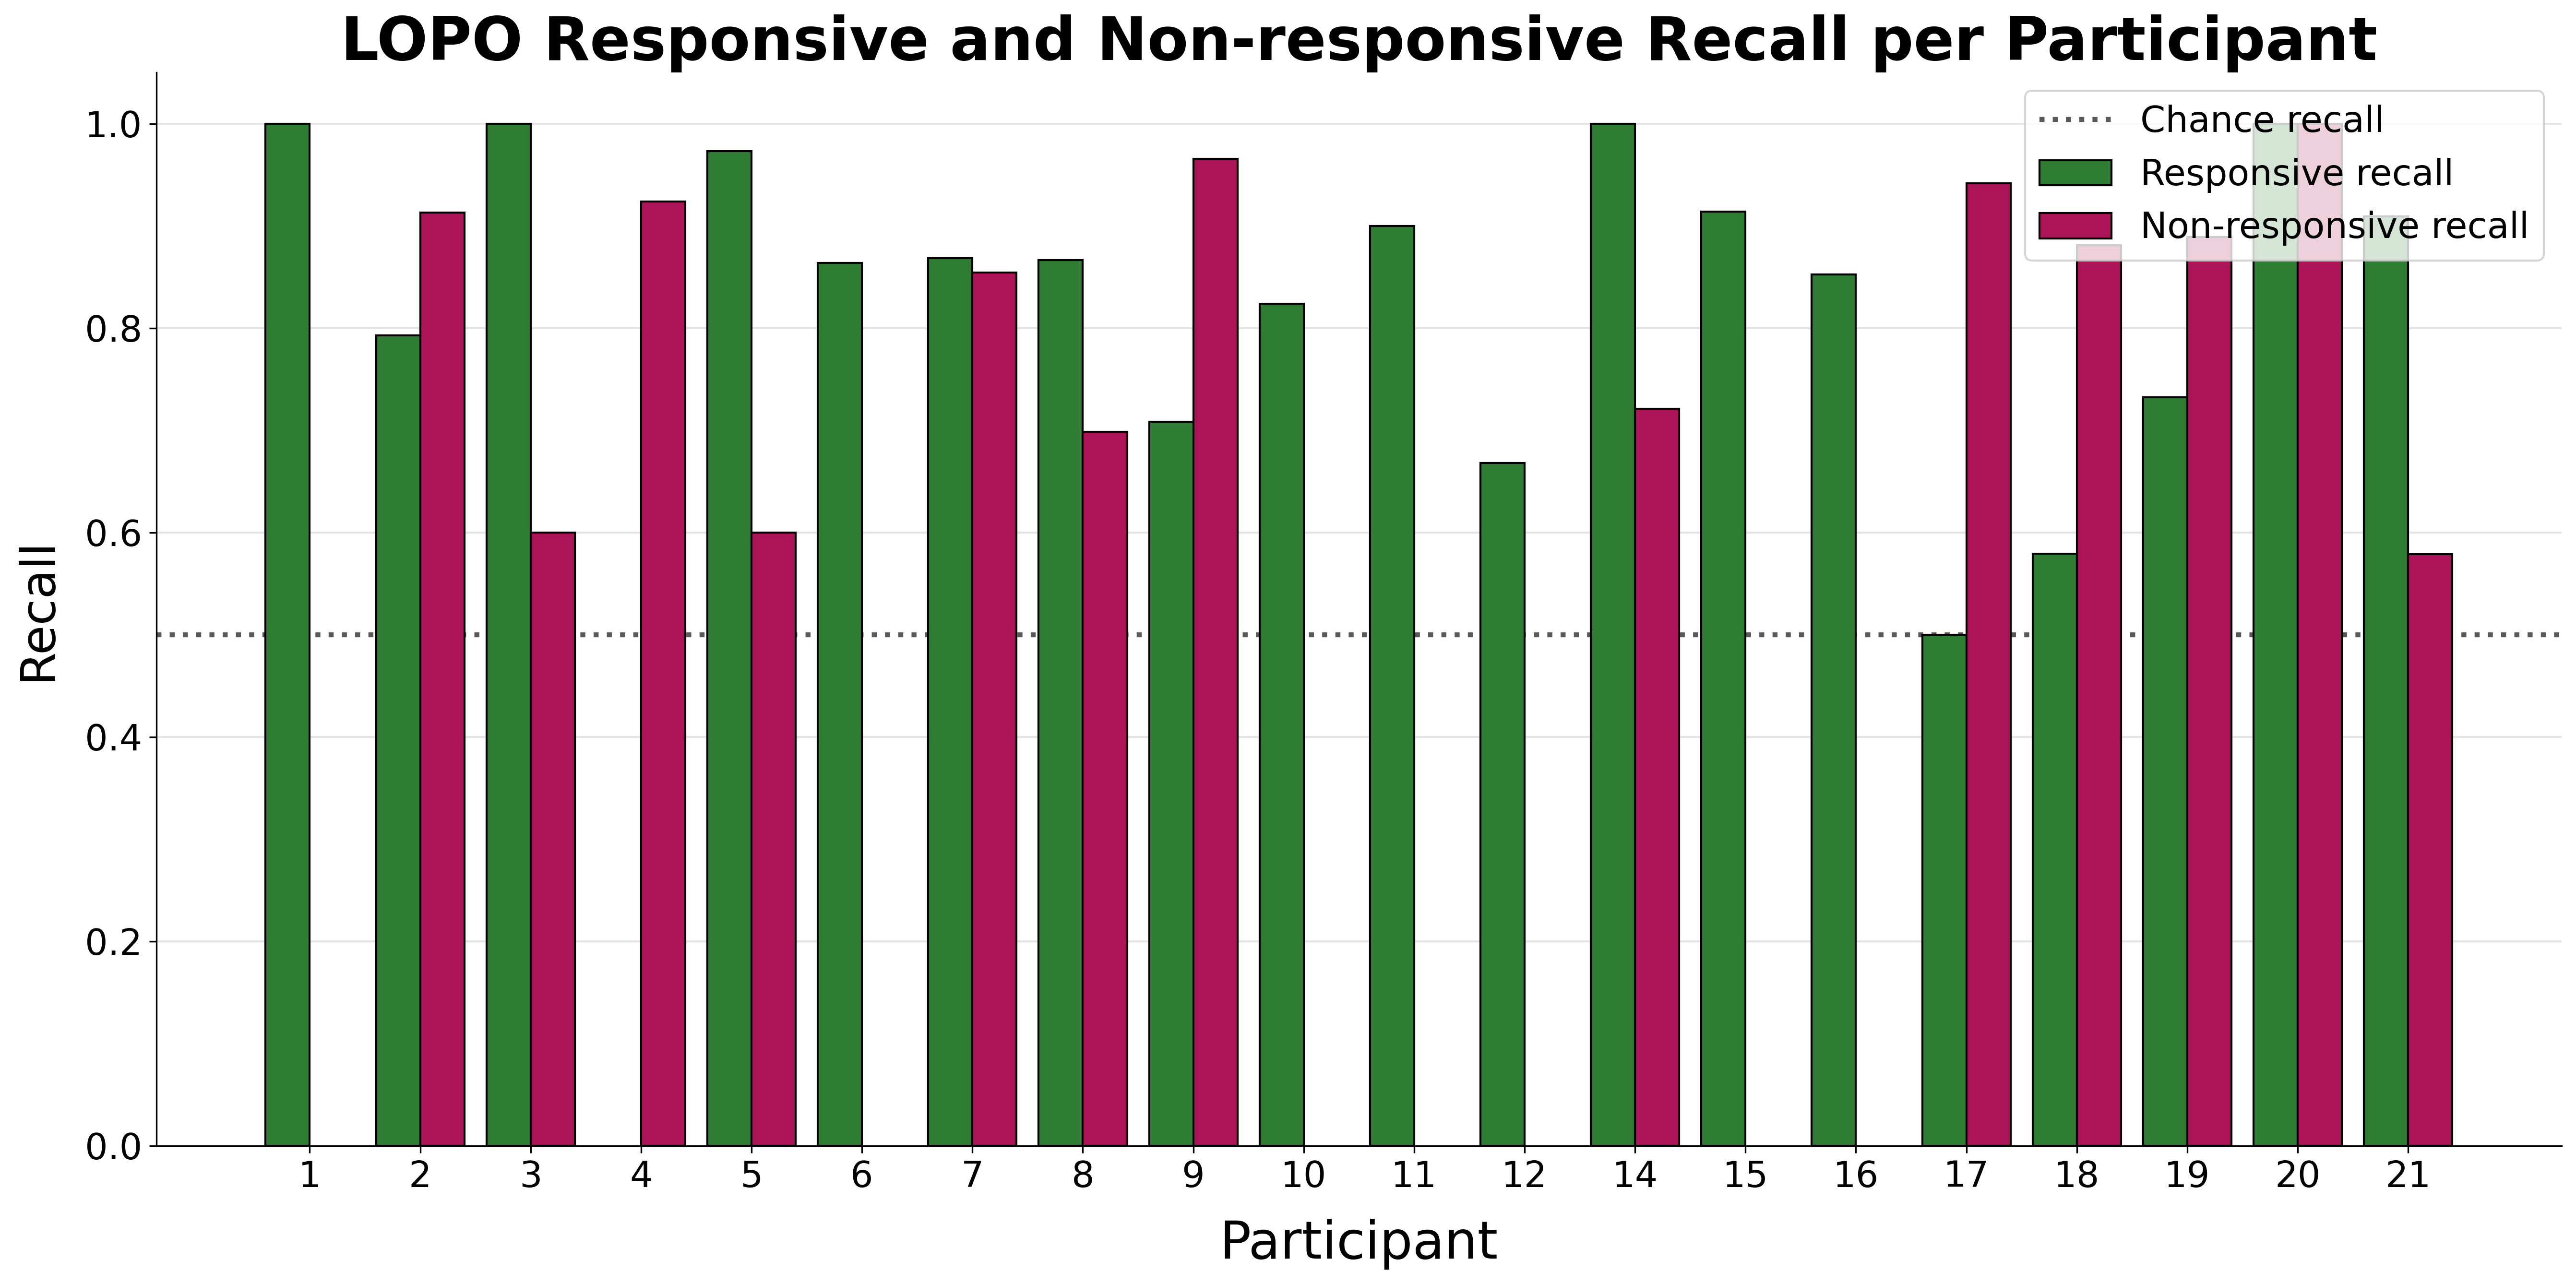 LOPO Responsive and Non-responsive Recall per Participant
Chance recall
Responsive recall
Non-responsive recall
Recall
1.0
0.8
0.6
0.4
0.2
0.0
1 2 3 4 5 6 7 8 9 10 11 12 14 15 16 17 18 19 20 21
Participant